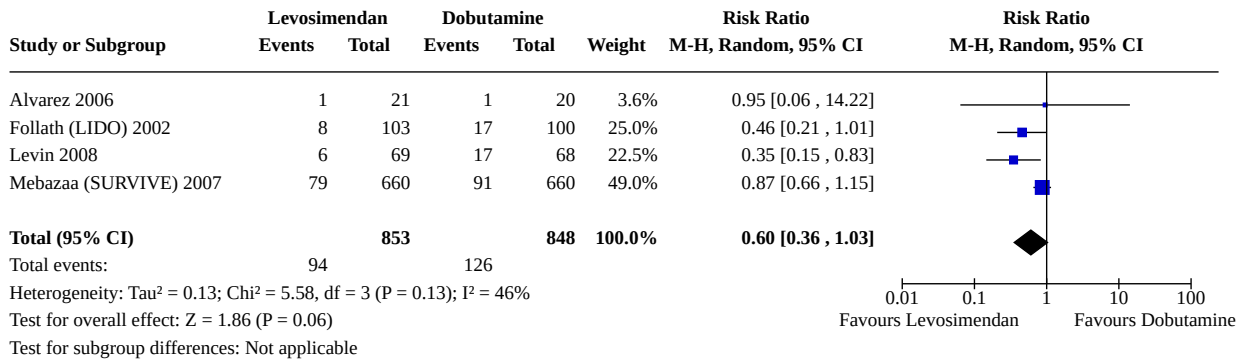 Levosimendan Dobutamine Risk Ratio Risk Ratio
Study or Subgroup Events Total Events Total Weight M-H, Random, 95% CI M-H, Random, 95% CI
Alvarez 2006 1 21 1 20 3.6% 0.95 [0.06 , 14.22]
Follath (LIDO) 2002 8 103 17 100 25.0% 0.46 [0.21 , 1.01]
Levin 2008 6 69 17 68 22.5% 0.35 [0.15 , 0.83]
Mebazaa (SURVIVE) 2007 79 660 91 660 49.0% 0.87 [0.66 , 1.15]
Total (95% CI) 853 848 100.0% 0.60 [0.36 , 1.03]
Total events: 94 126
Heterogeneity: Tau² = 0.13; Chi² = 5.58, df = 3 (P = 0.13); I² = 46%
0.01 0.1 1 10 100
Test for overall effect: Z = 1.86 (P = 0.06) Favours Levosimendan Favours Dobutamine
Test for subgroup differences: Not applicable